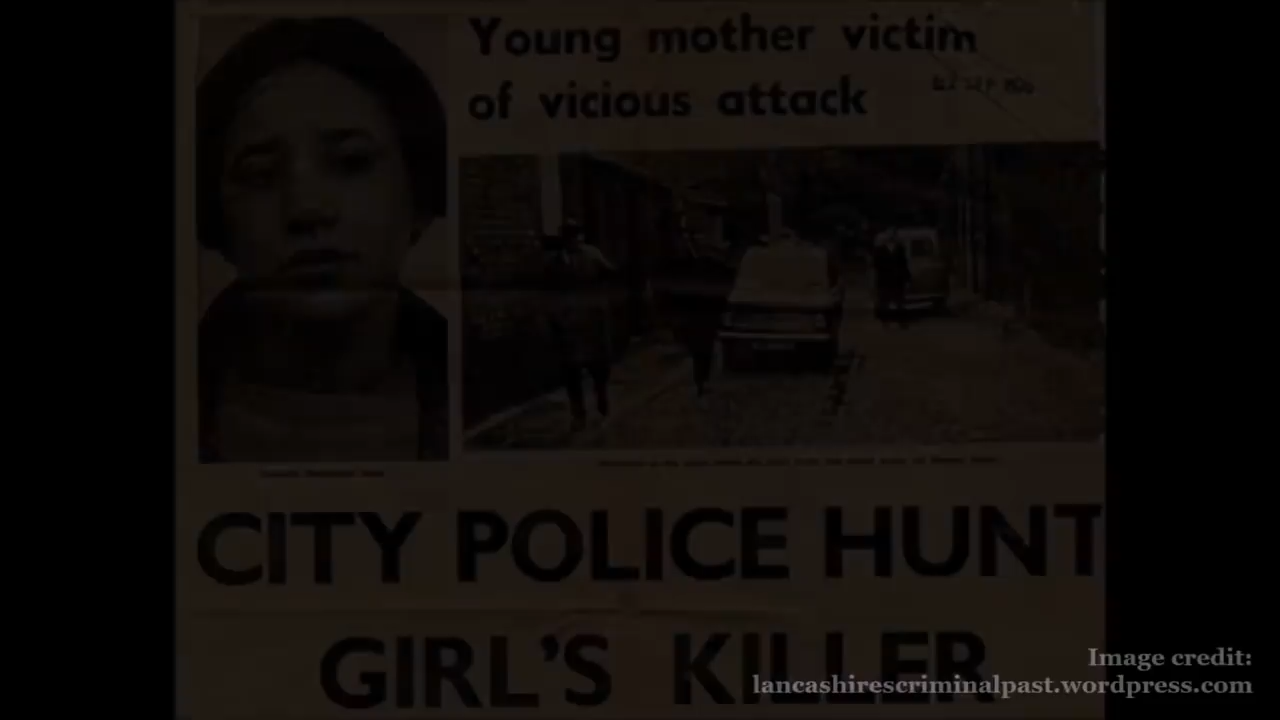 Young mother victim
of vicious attack
CITY POLICE HUNT
GIRL'S KILLER
Image credit:
lancashirescriminalpast.wordpress.com